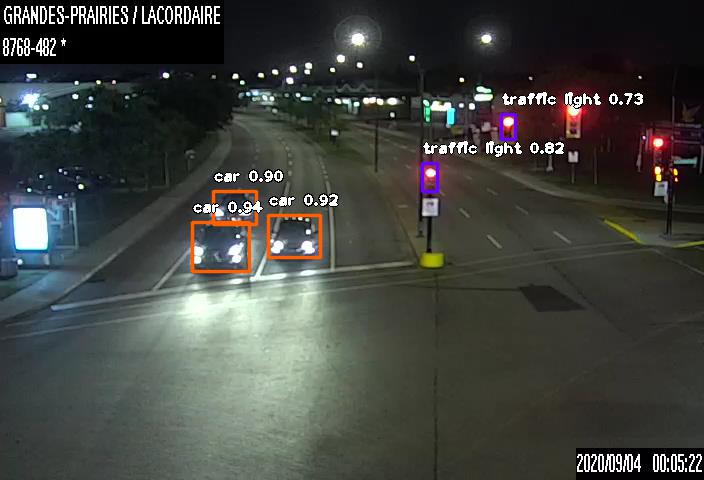 GRANDES-PRAIRIES / LACORDAIRE
8768-482 *
traffic light 0.73
traffic light 0.82
car 0.90
car 0.92
car 0.94
2020/09/04 00:05:22